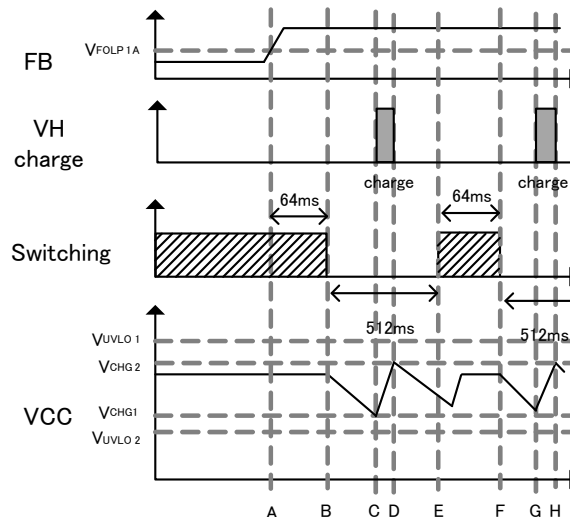 VFOLP1A
FB
VH
charge
charge
charge
64ms
64ms
Switching
512ms
512ms
VUVLO1
VCHG2
VCC
VCHG1
VUVLO2
A B C D E F G H